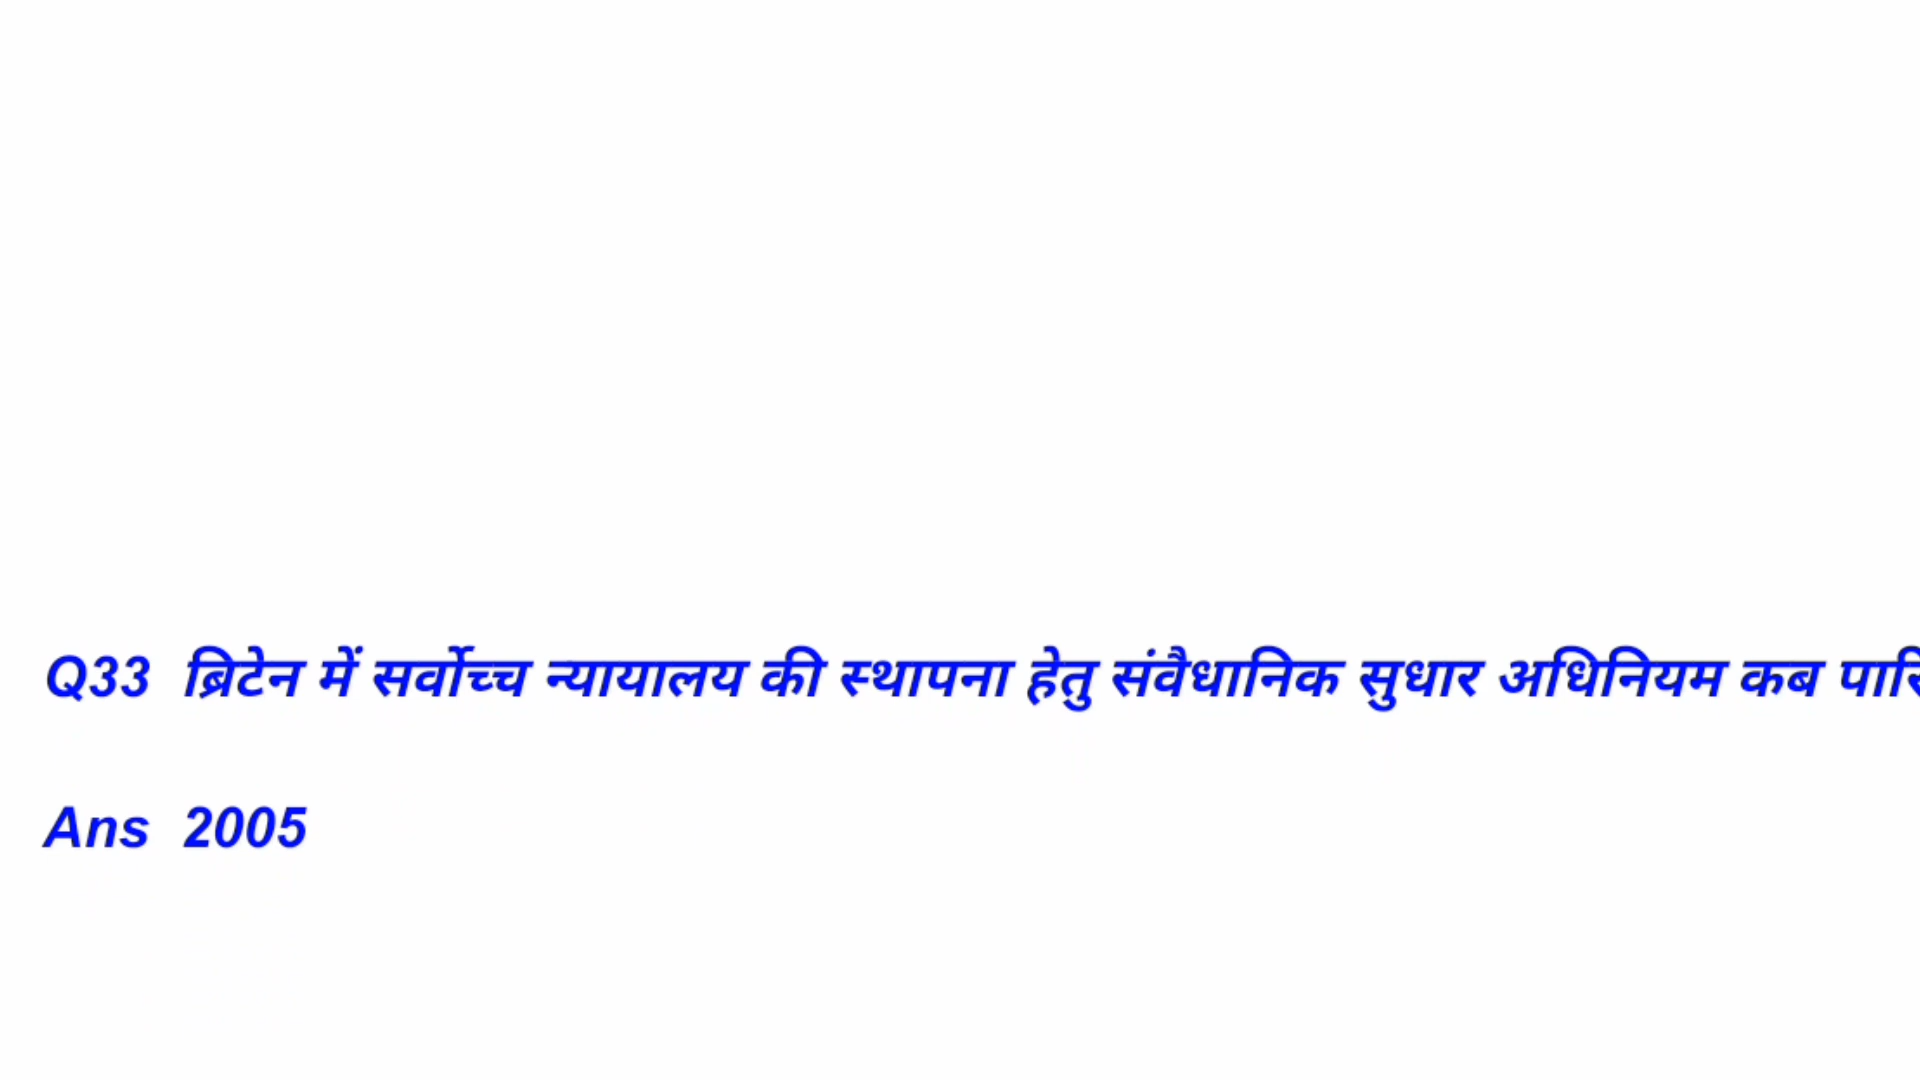 Q33 ब्रिटेन में सर्वोच्च न्यायालय की स्थापना हेतु संवैधानिक सुधार अधिनियम कब
Ans 2005